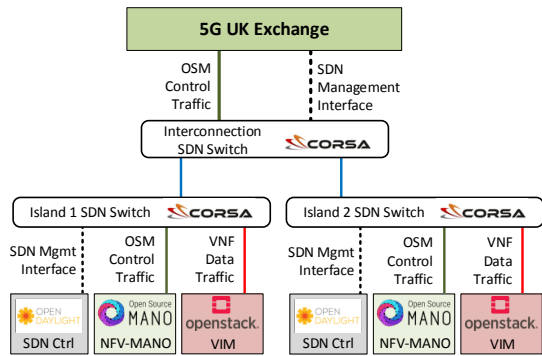 5G UK Exchange
OSM
Control
Traffic
SDN
Management
Interface
Interconnection
SDN Switch
CORSA
Island 1 SDN Switch
CORSA
Island 2 SDN Switch
CORSA
SDN Mgmt
Interface
OSM
Control
Traffic
VNF
Data
Traffic
SDN Mgmt
Interface
OSM
Control
Traffic
VNF
Data
Traffic
OPEN
DAYLIGHT
SDN Ctrl
Open Source
MANO
NFV-MANO
openstack.
VIM
OPEN
DAYLIGHT
SDN Ctrl
Open Source
MANO
NFV-MANO
openstack.
VIM